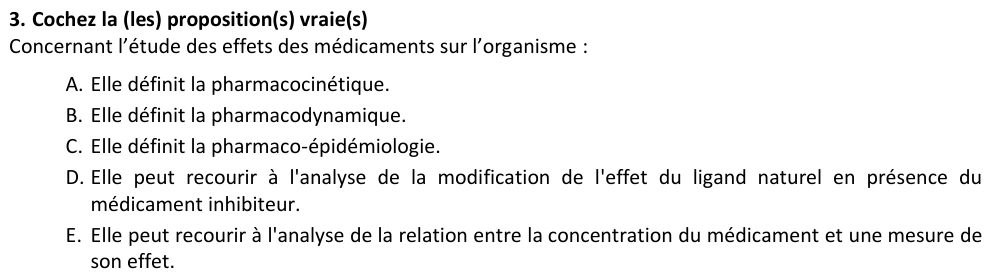 3. Cochez la (les) proposition(s) vraie(s)
Concernant l’étude des effets des médicaments sur l’organisme :
A. Elle définit la pharmacocinétique.
B. Elle définit la pharmacodynamique.
C. Elle définit la pharmaco-épidémiologie.
D. Elle peut recourir à l'analyse de la modification de l'effet du ligand naturel en présence du
médicament inhibiteur.
E. Elle peut recourir à l'analyse de la relation entre la concentration du médicament et une mesure de
son effet.